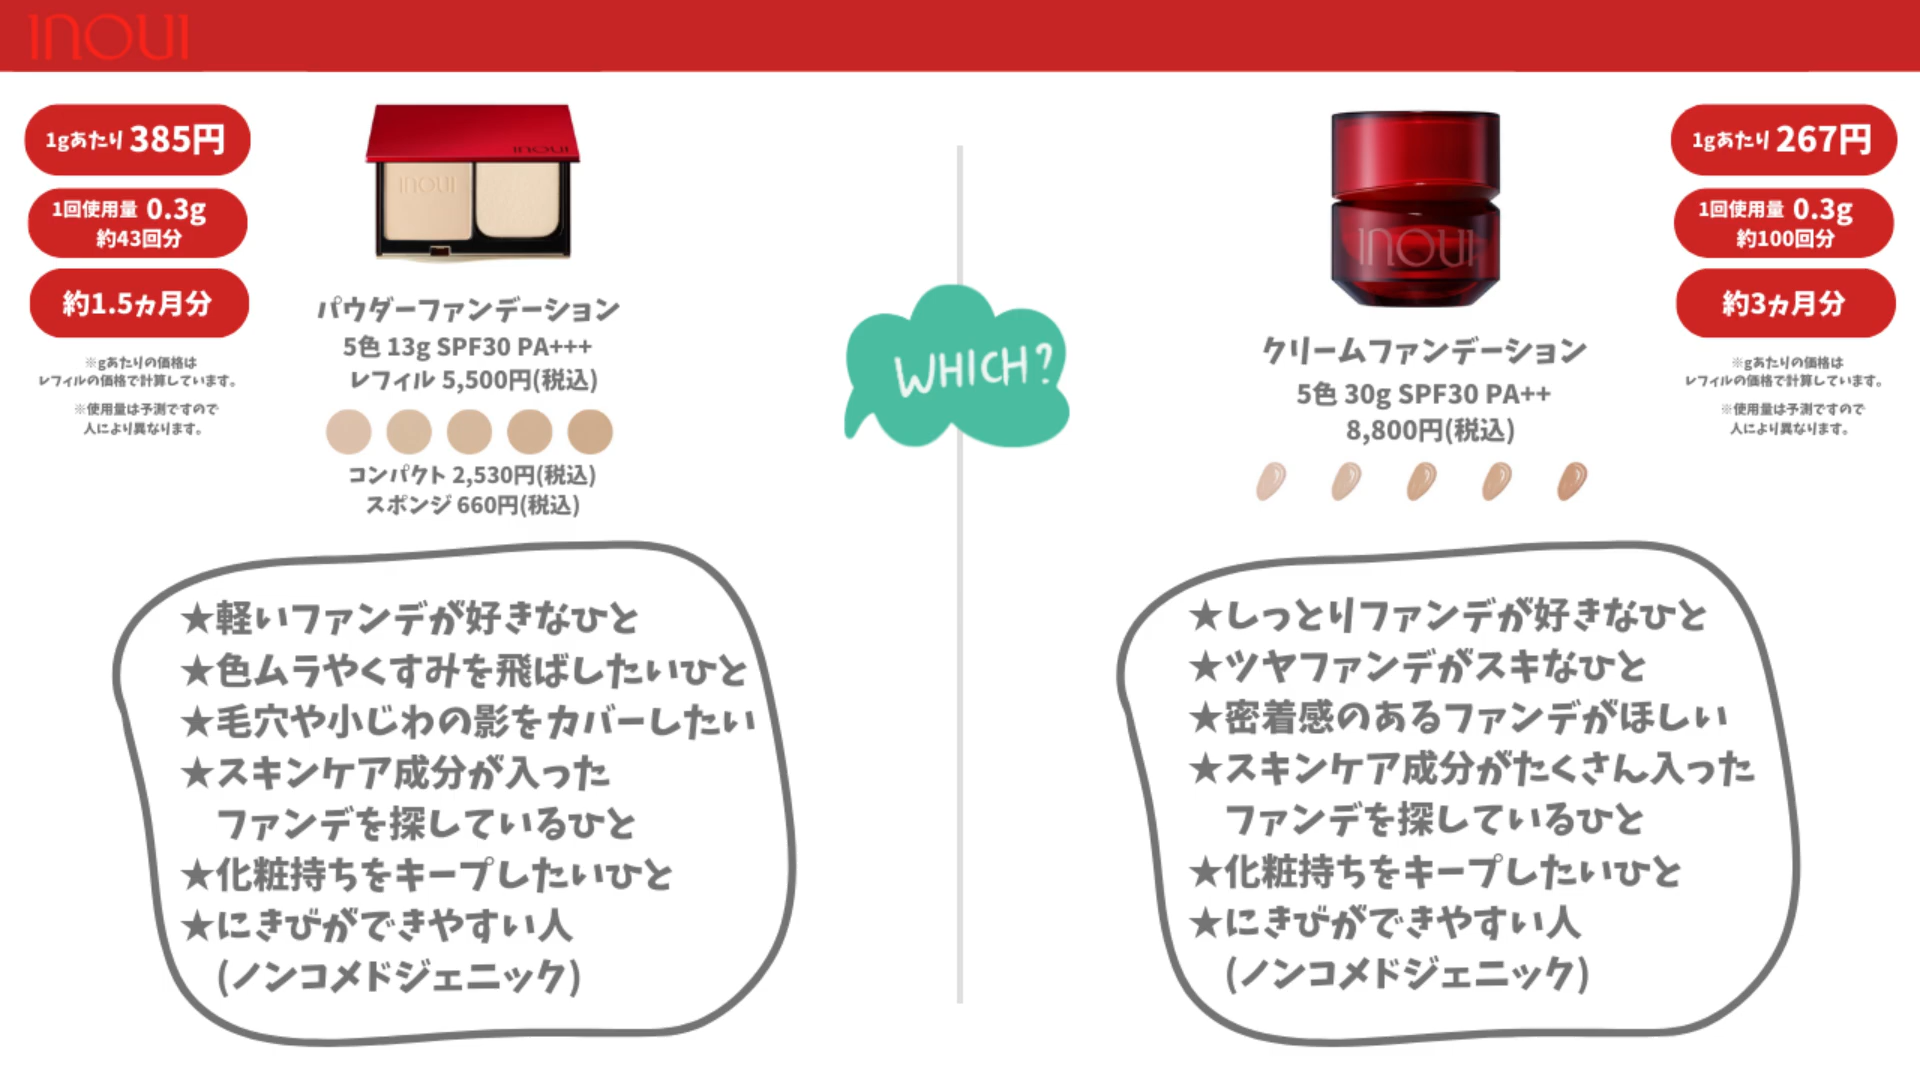 INOUI
1gあたり 385円
1回使用量 0.3g
約43回分
約1.5ヵ月分
※gあたりの価格は
レフィルの価格で計算しています。
※使用量は予測ですので
人により異なります。
INOUI
INOUI
パウダーファンデーション
5色 13g SPF30 PA+++
レフィル 5,500円(税込)
コンパクト 2,530円(税込)
スポンジ 660円(税込)
★軽いファンデが好きなひと
★色ムラやくすみを飛ばしたいひと
★毛穴や小じわの影をカバーしたい
★スキンケア成分が入った
ファンデを探しているひと
★化粧持ちをキープしたいひと
★にきびができやすい人
(ノンコメドジェニック)
WHICH?
INOUI
クリームファンデーション
5色 30g SPF30 PA++
8,800円(税込)
1gあたり 267円
1回使用量 0.3g
約100回分
約3ヵ月分
※gあたりの価格は
レフィルの価格で計算しています。
※使用量は予測ですので
人により異なります。
★しっとりファンデが好きなひと
★ツヤファンデがスキなひと
★密着感のあるファンデがほしい
★スキンケア成分がたくさん入った
ファンデを探しているひと
★化粧持ちをキープしたいひと
★にきびができやすい人
(ノンコメドジェニック)